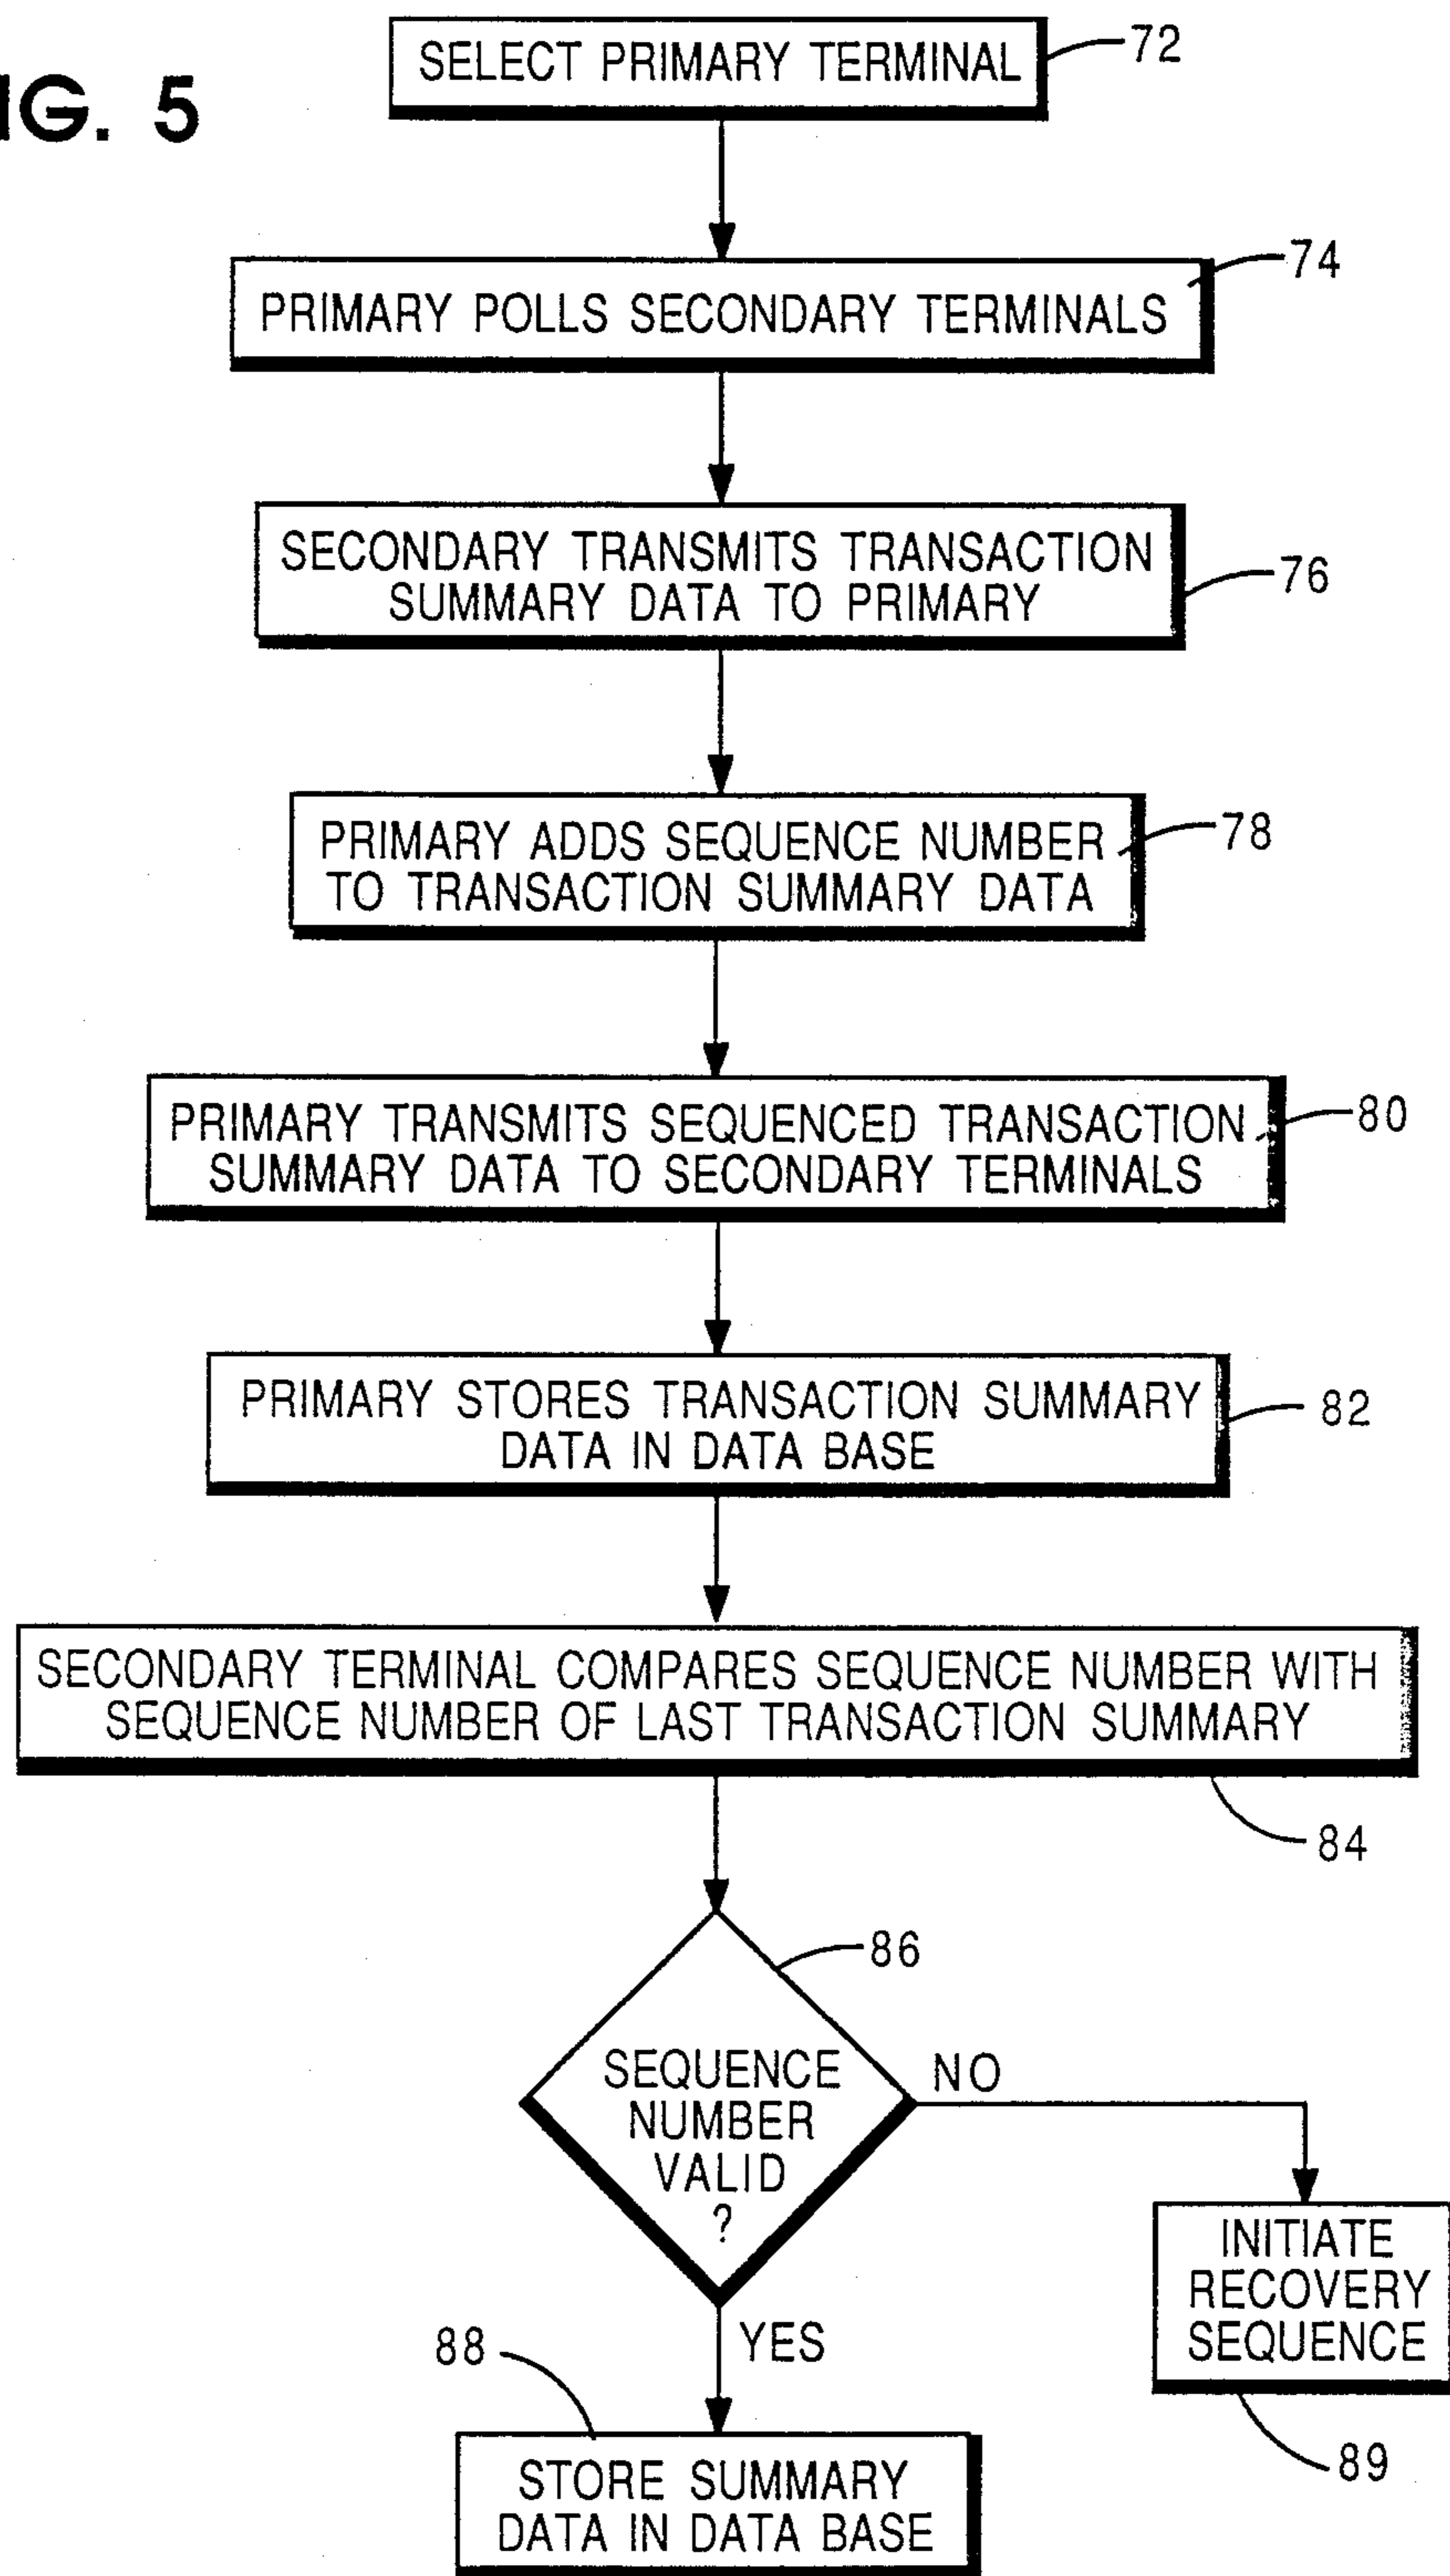 SELECT PRIMARY TERMINAL
72
IG. 5
74
PRIMARY POLLS SECONDARY TERMINALS
SECONDARY TRANSMITS TRANSACTION
SUMMARY DATA TO PRIMARY
76
PRIMARY ADDS SEQUENCE NUMBER
TO TRANSACTION SUMMARY DATA
78
PRIMARY TRANSMITS SEQUENCED TRANSACTION
SUMMARY DATA TO SECONDARY TERMINALS
80
PRIMARY STORES TRANSACTION SUMMARY
DATA IN DATA BASE
82
SECONDARY TERMINAL COMPARES SEQUENCE NUMBER WITH
SEQUENCE NUMBER OF LAST TRANSACTION SUMMARY
84
86
SEQUENCE
NUMBER
VALID
?
NO
INITIATE
RECOVERY
SEQUENCE
89
YES
88
STORE SUMMARY
DATA IN DATA BASE